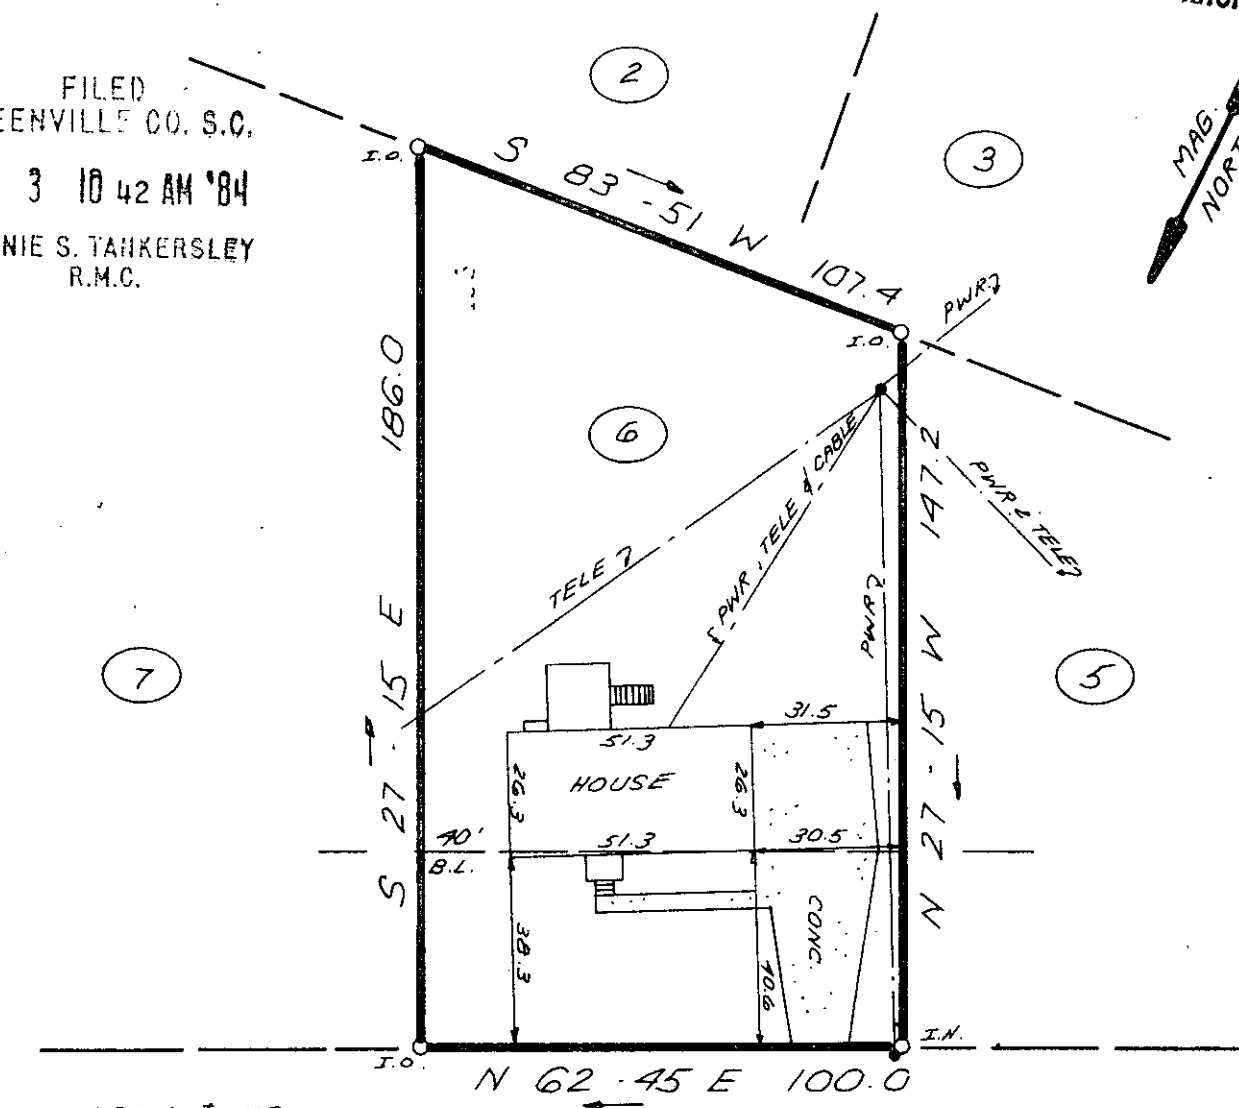 FILED
EENVILLE CO. S.C.
3 10 42 AM '84
NIE S. TANKERSLEY
R.M.C.
2
3
MAG.
NORT
I.O.
S 83-51 W 107.4
I.O.
PWR
186.0
6
PWR, TELE & CABLE
147.2
PWR & TELE
TELE
PWR
7
S 27-15 E
N 27-15 W
5
31.5
51.3
HOUSE
26.3
26.3
40'
B.L.
51.3
30.5
CONC.
38.3
40.6
I.O.
I.N.
N 62-45 E 100.0